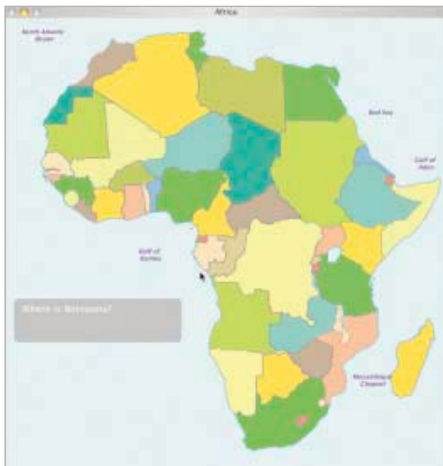 Africa
North Atlantic
Ocean
Red Sea
Gulf of
Aden
Gulf of
Guinea
Where is Botswana?
Mozambique
Channel